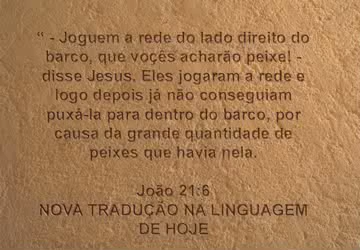 “ - Joguem a rede do lado direito do
barco, que voçês acharão peixe! -
disse Jesus. Eles jogaram a rede e
logo depois já não conseguiam
puxá-la para dentro do barco, por
causa da grande quantidade de
peixes que havia nela.
João 21:6
NOVA TRADUÇÃO NA LINGUAGEM
DE HOJE